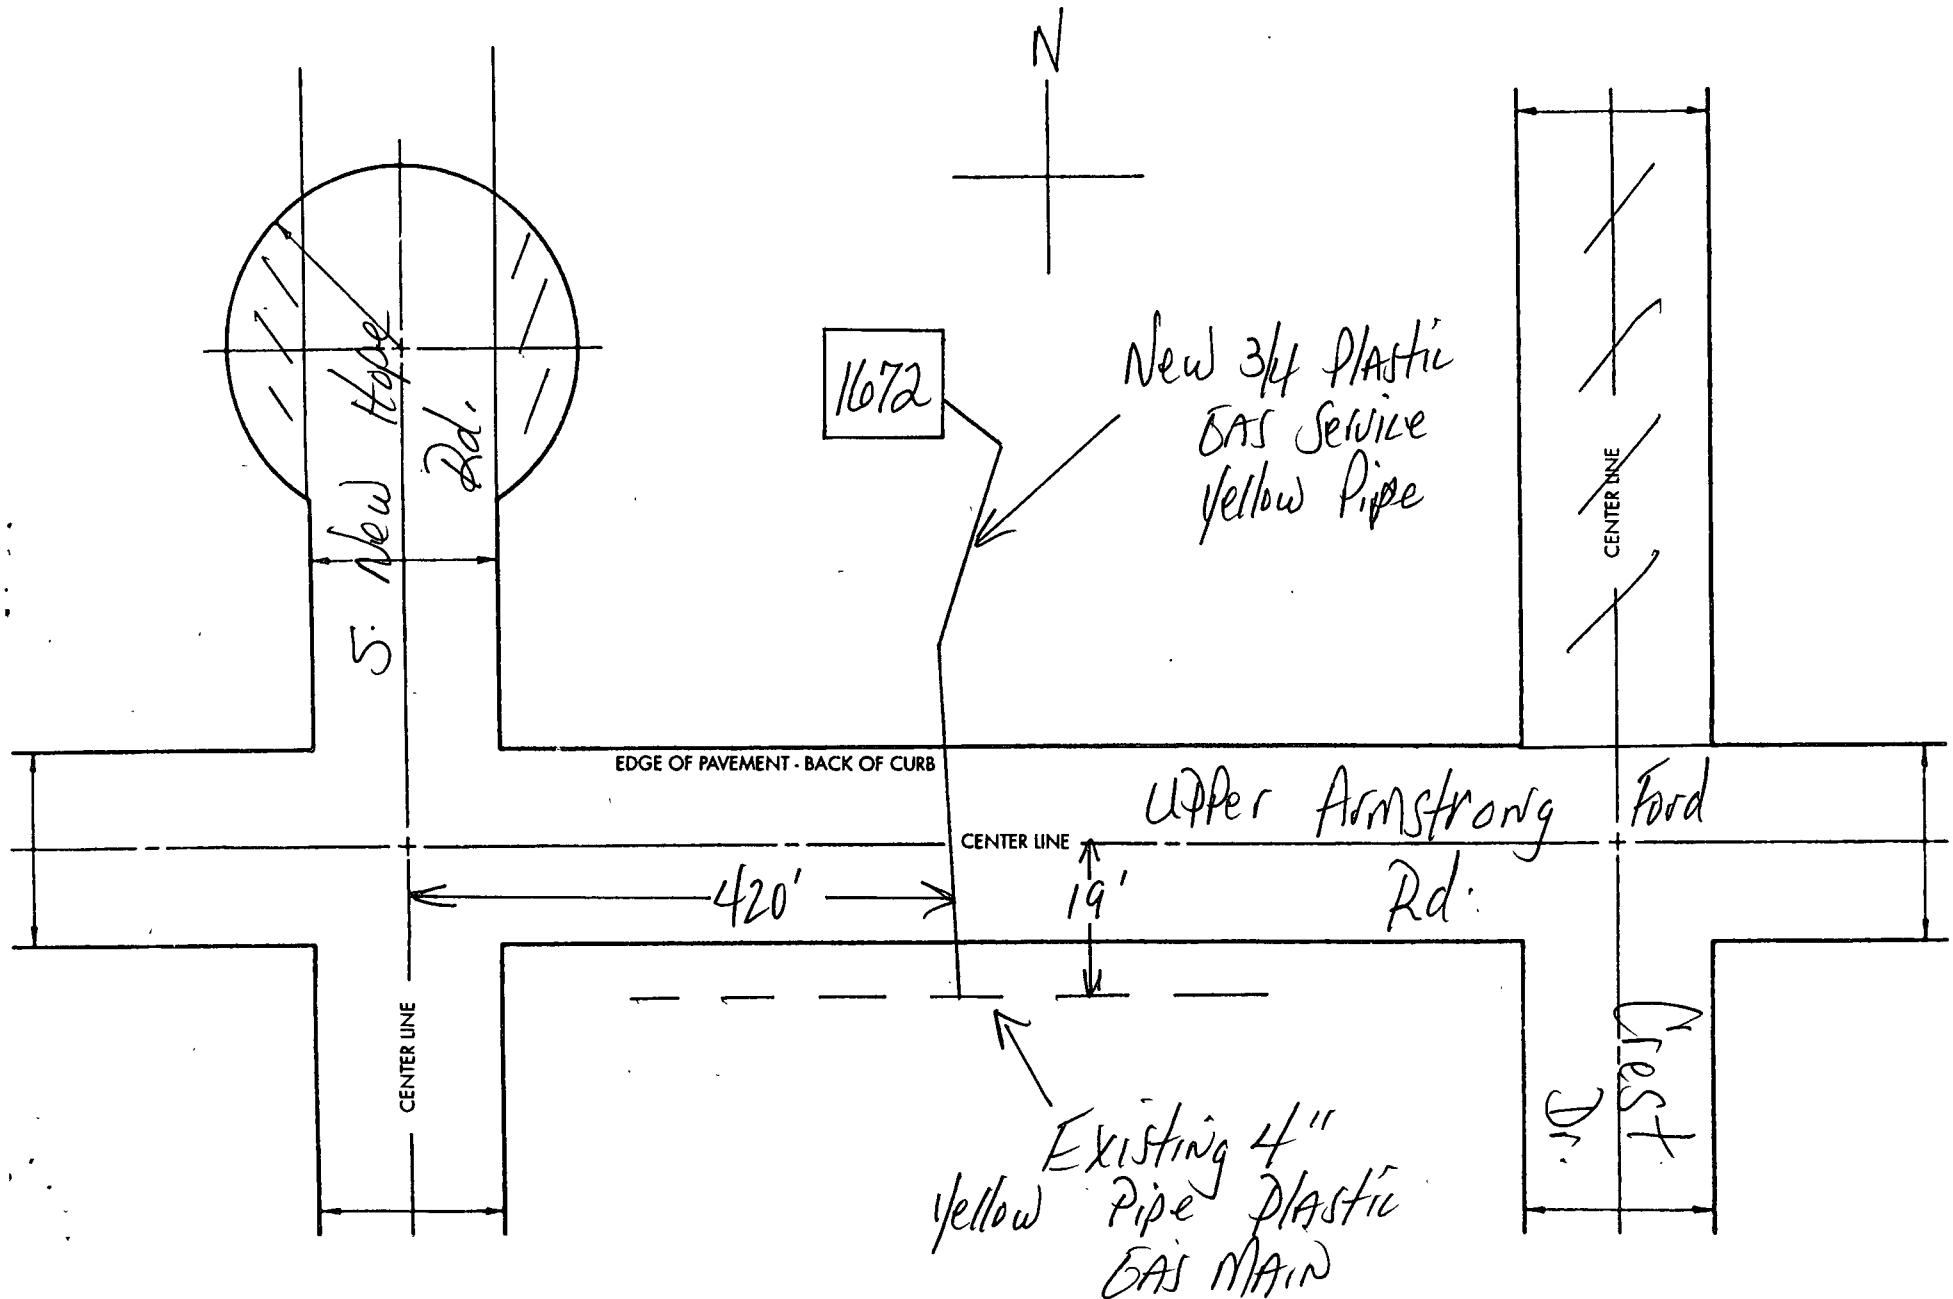 N
S. New Hope
Rd.
1672
New 3/4 Plastic
Gas Service
Yellow Pipe
CENTER LINE
EDGE OF PAVEMENT - BACK OF CURB
Upper Armstrong Ford
Rd.
CENTER LINE
420'
19'
CENTER LINE
Crest
Dr.
Existing 4"
Yellow Pipe Plastic
Gas Main